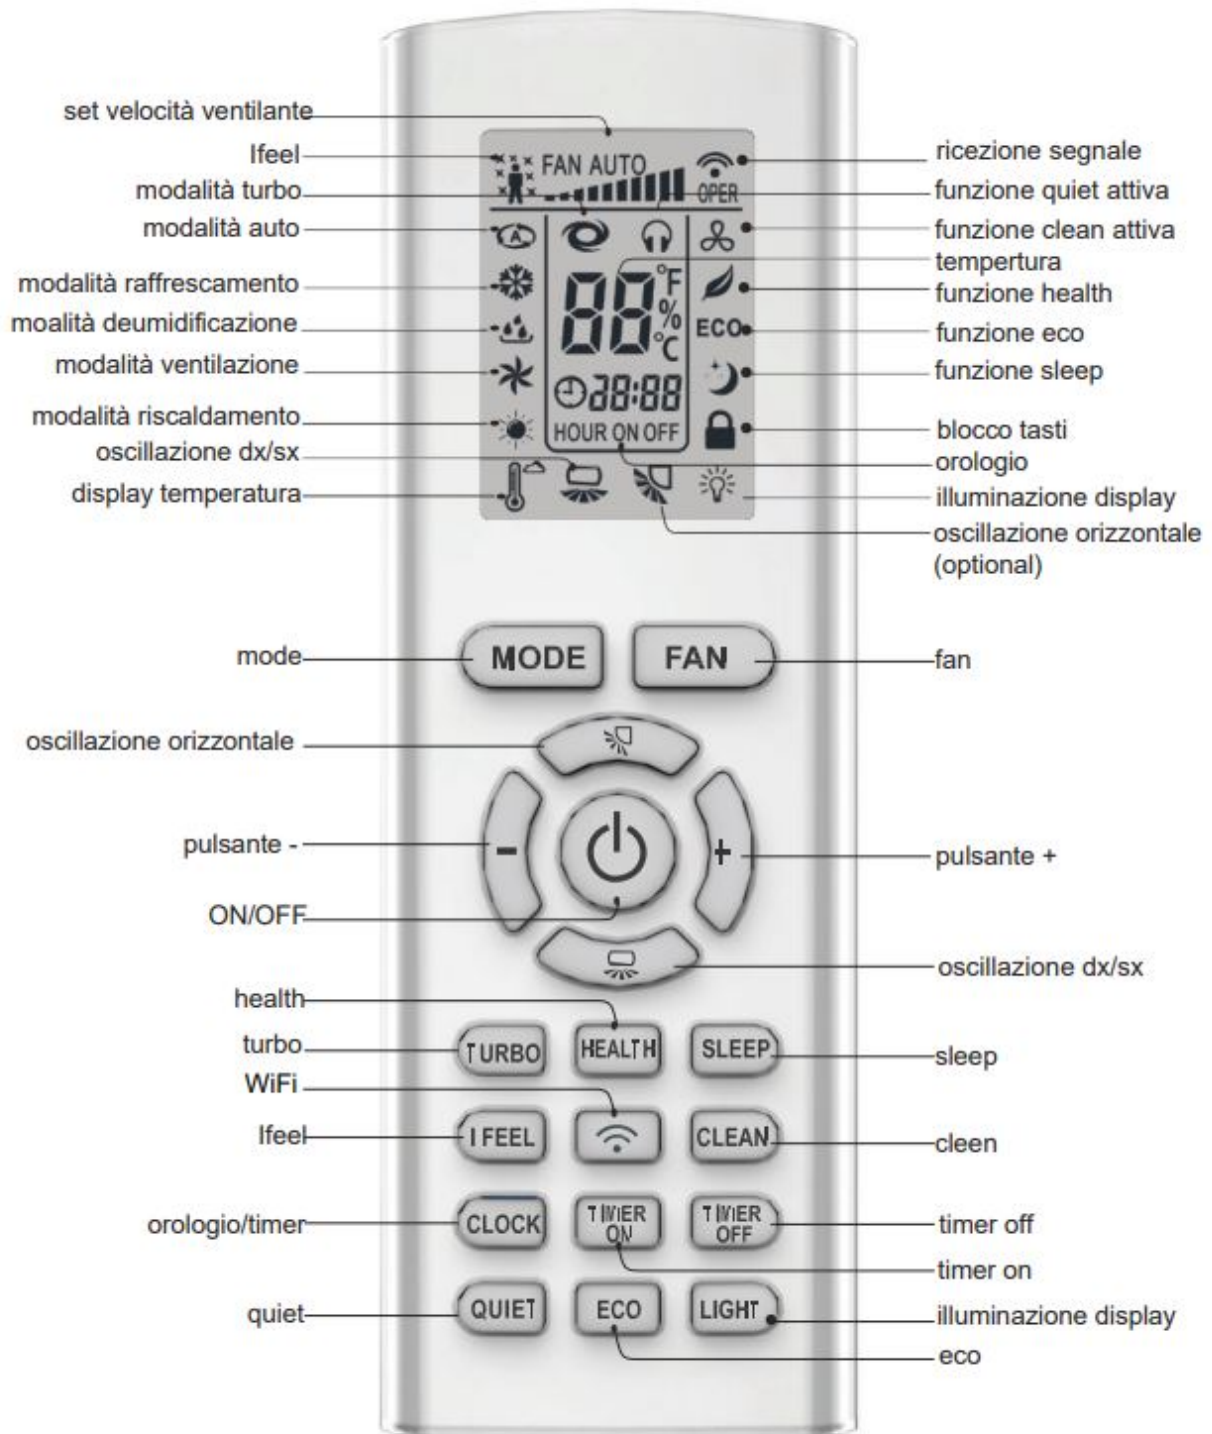 set velocità ventilante
Ifeel
modalità turbo
modalità auto
modalità raffrescamento
moalità deumidificazione
modalità ventilazione
modalità riscaldamento
oscillazione dx/sx
display temperatura
FAN AUTO
OPER
88
°F
%
°C
ECO
88:88
HOUR ON OFF
ricezione segnale
funzione quiet attiva
funzione clean attiva
tempertura
funzione health
funzione eco
funzione sleep
blocco tasti
orologio
illuminazione display
oscillazione orizzontale
(optional)
mode
MODE
FAN
fan
oscillazione orizzontale
pulsante -
-
+
pulsante +
ON/OFF
oscillazione dx/sx
health
turbo
TURBO
HEALTH
SLEEP
sleep
WiFi
Ifeel
I FEEL
CLEAN
cleen
orologio/timer
CLOCK
TIMER
ON
TIMER
OFF
timer off
timer on
quiet
QUIET
ECO
LIGHT
illuminazione display
eco